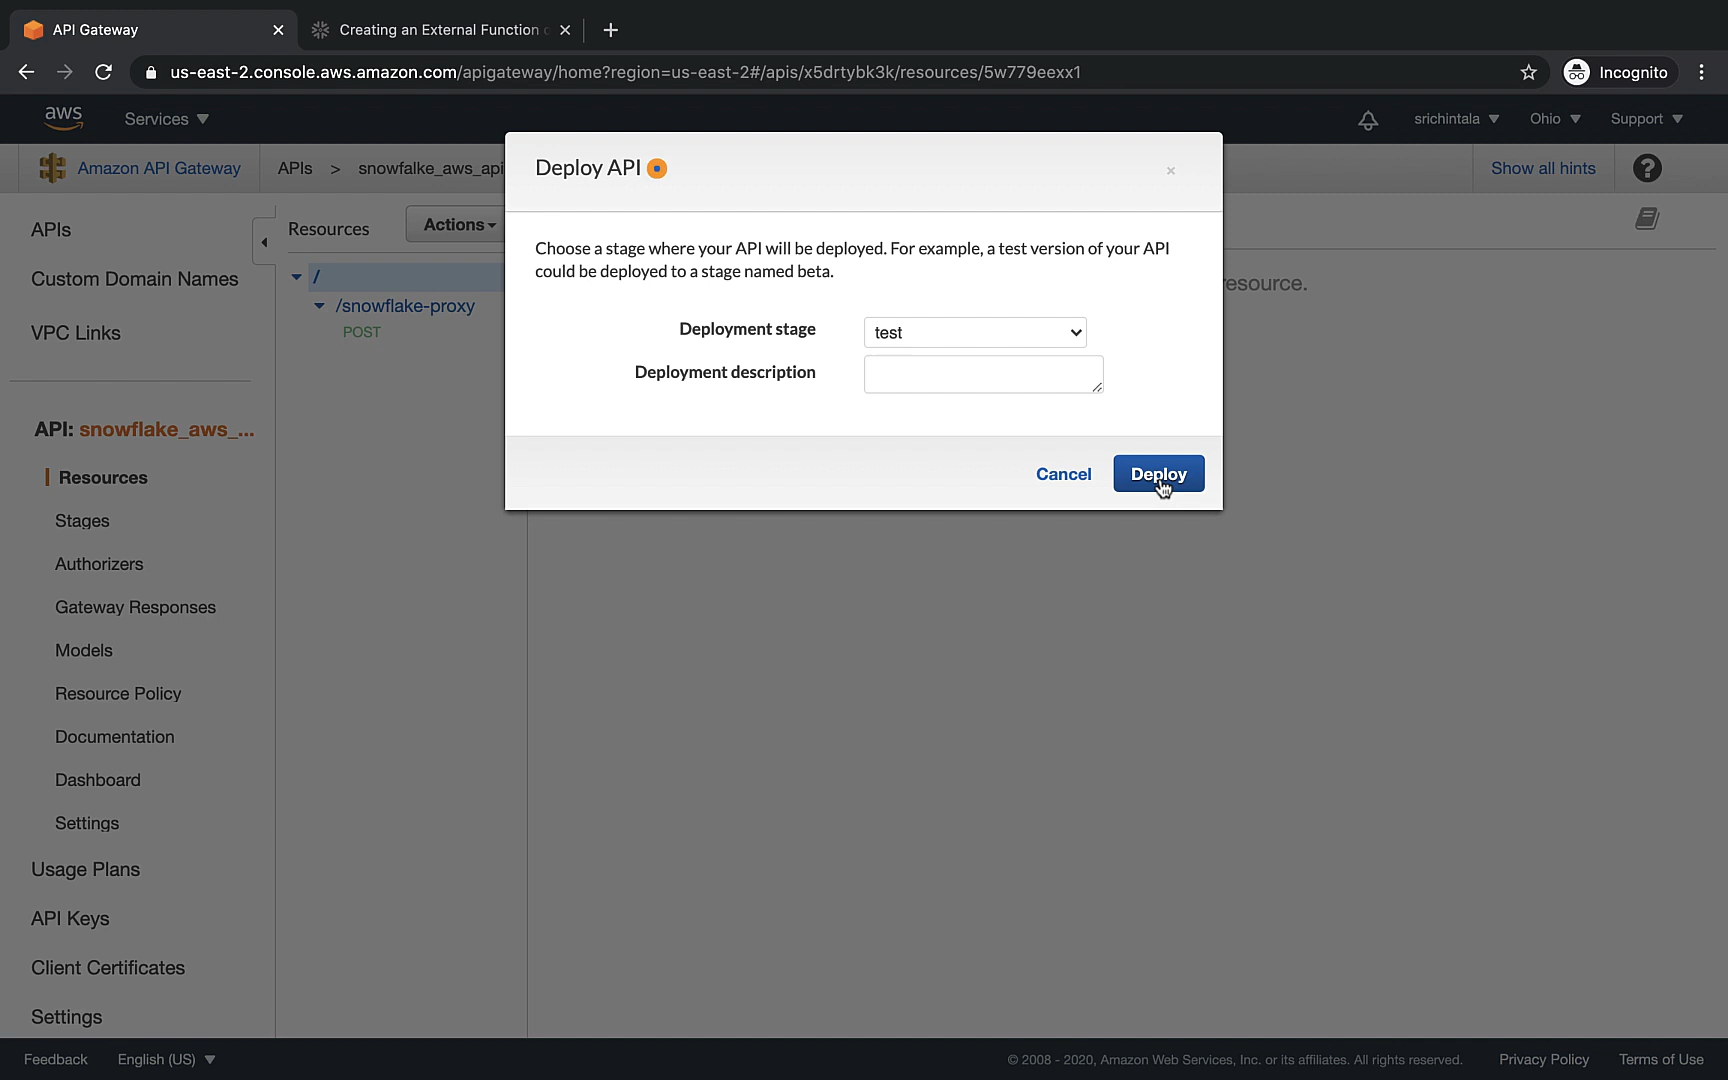 API Gateway
Creating an External Function
us-east-2.console.aws.amazon.com/apigateway/home?region=us-east-2#/apis/x5drtybk3k/resources/5w779eexx1
Incognito
aws
Services
srichintala
Ohio
Support
Amazon API Gateway
APIs
>
snowfalke_aws_api
Show all hints
?
Deploy API
×
Choose a stage where your API will be deployed. For example, a test version of your API
could be deployed to a stage named beta.
Deployment stage
test
Deployment description
Cancel
Deploy
APIs
Custom Domain Names
VPC Links
API: snowflake_aws_...
Resources
Stages
Authorizers
Gateway Responses
Models
Resource Policy
Documentation
Dashboard
Settings
Usage Plans
API Keys
Client Certificates
Settings
Resources
Actions
/
/snowflake-proxy
POST
esource.
Feedback
English (US)
© 2008 - 2020, Amazon Web Services, Inc. or its affiliates. All rights reserved.
Privacy Policy
Terms of Use